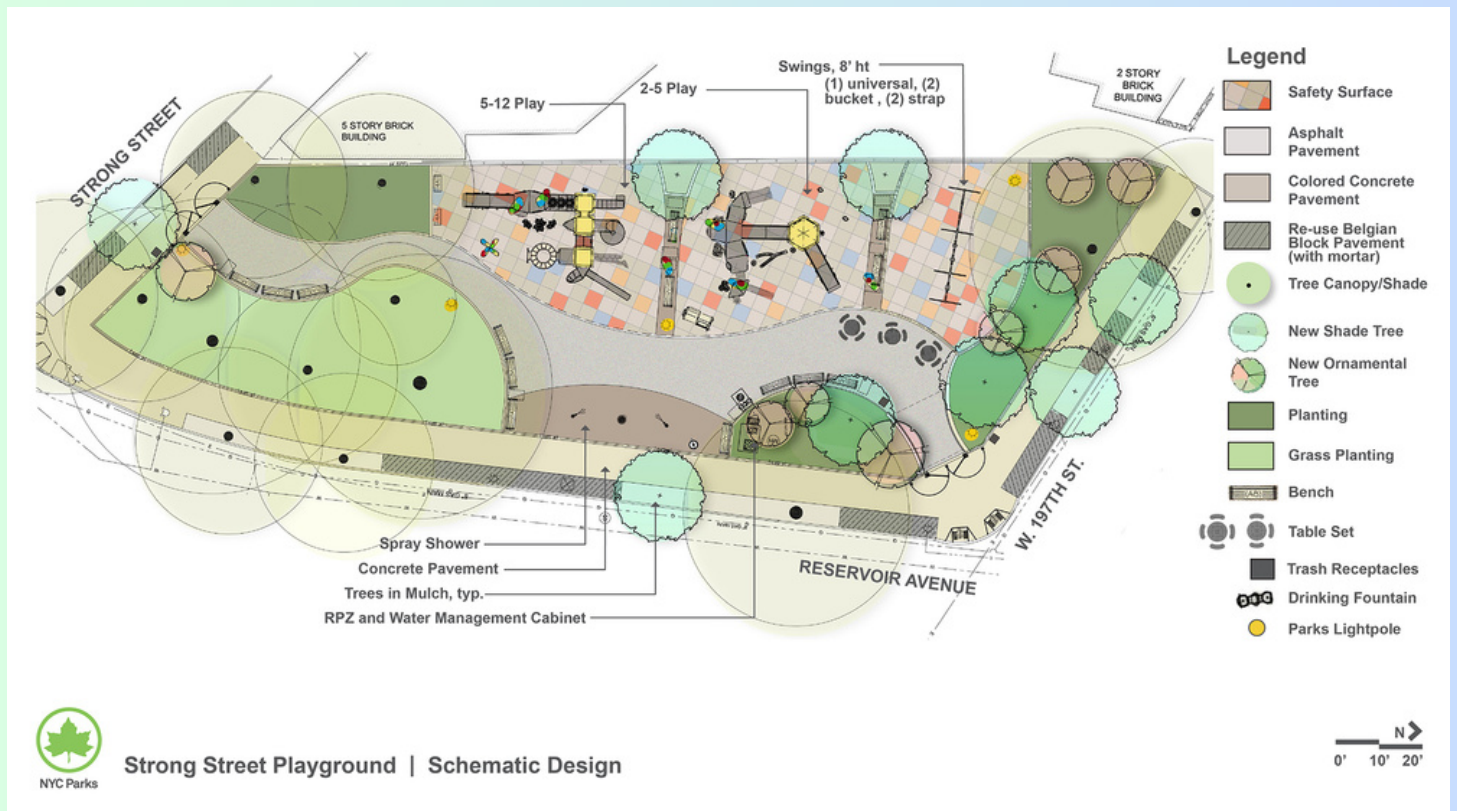 STRONG STREET
5 STORY BRICK
BUILDING
5-12 Play
2-5 Play
Swings, 8' ht
(1) universal, (2)
bucket , (2) strap
2 STORY
BRICK
BUILDING
Spray Shower
Concrete Pavement
Trees in Mulch, typ.
RPZ and Water Management Cabinet
RESERVOIR AVENUE
W. 197TH ST.
Legend
Safety Surface
Asphalt
Pavement
Colored Concrete
Pavement
Re-use Belgian
Block Pavement
(with mortar)
Tree Canopy/Shade
New Shade Tree
New Ornamental
Tree
Planting
Grass Planting
Bench
Table Set
Trash Receptacles
Drinking Fountain
Parks Lightpole
NYC Parks
Strong Street Playground | Schematic Design
N
0' 10' 20'